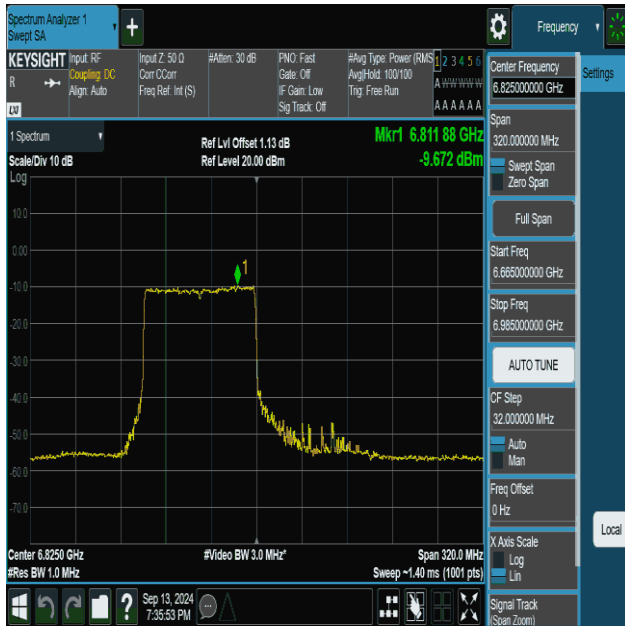 Spectrum Analyzer 1
Swept SA
+
Frequency
KEYSIGHT
R
Input: RF
Coupling: DC
Align: Auto
Input Z: 50 Ω
Corr CCorr
Freq Ref: Int (S)
#Atten: 30 dB
PNO: Fast
Gate: Off
IF Gain: Low
Sig Track: Off
#Avg Type: Power (RMS
Avg|Hold: 100/100
Trig: Free Run
1 2 3 4 5 6
A W W W W W
A A A A A A
Settings
Center Frequency
6.825000000 GHz
Span
320.000000 MHz
Swept Span
Zero Span
Full Span
Start Freq
6.665000000 GHz
Stop Freq
6.985000000 GHz
AUTO TUNE
CF Step
32.000000 MHz
Auto
Man
Freq Offset
0 Hz
X Axis Scale
Log
Lin
Signal Track
(Span Zoom)
Local
1 Spectrum
Scale/Div 10 dB
Ref Lvl Offset 1.13 dB
Ref Level 20.00 dBm
Mkr1 6.811 88 GHz
-9.672 dBm
Log
10.0
0.00
-10.0
-20.0
-30.0
-40.0
-50.0
-60.0
-70.0
1
Center 6.8250 GHz
#Res BW 1.0 MHz
#Video BW 3.0 MHz*
Span 320.0 MHz
Sweep ~1.40 ms (1001 pts)
?
Sep 13, 2024
7:35:53 PM